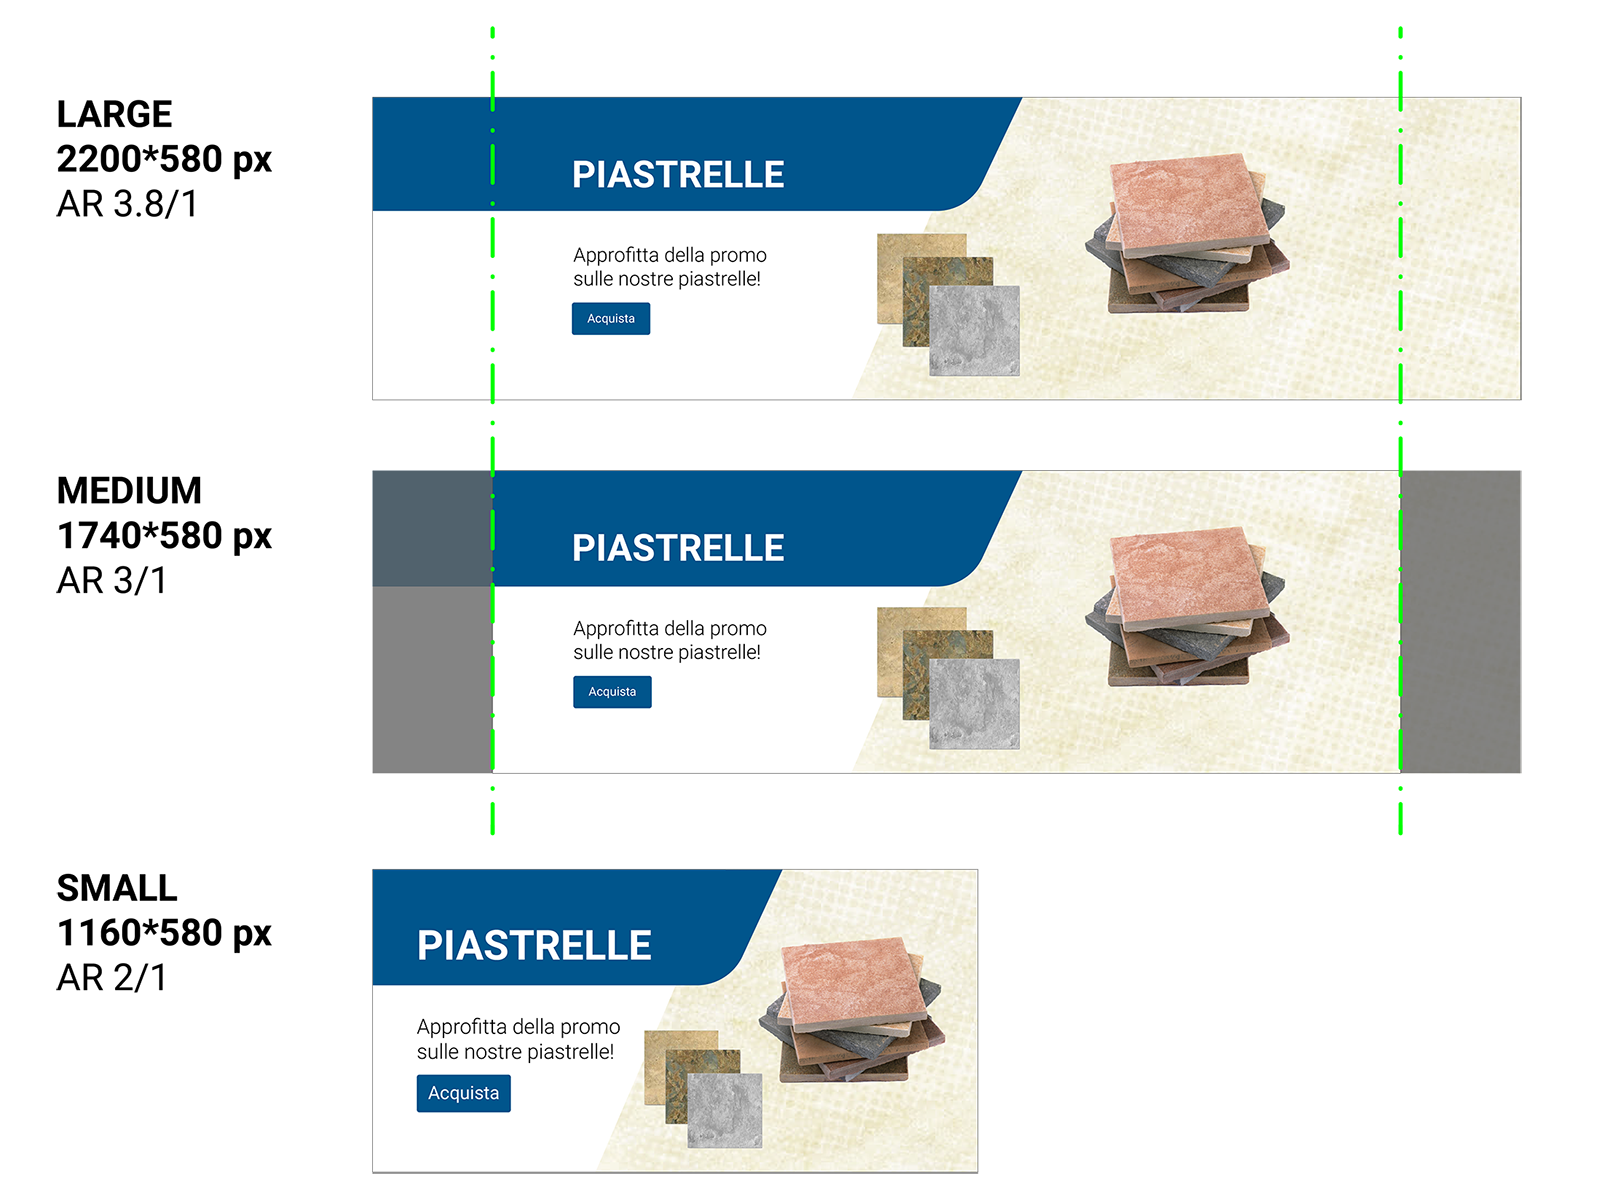 LARGE
2200*580 px
AR 3.8/1
PIASTRELLE
Approfitta della promo
sulle nostre piastrelle!
Acquista
MEDIUM
1740*580 px
AR 3/1
PIASTRELLE
Approfitta della promo
sulle nostre piastrelle!
Acquista
SMALL
1160*580 px
AR 2/1
PIASTRELLE
Approfitta della promo
sulle nostre piastrelle!
Acquista